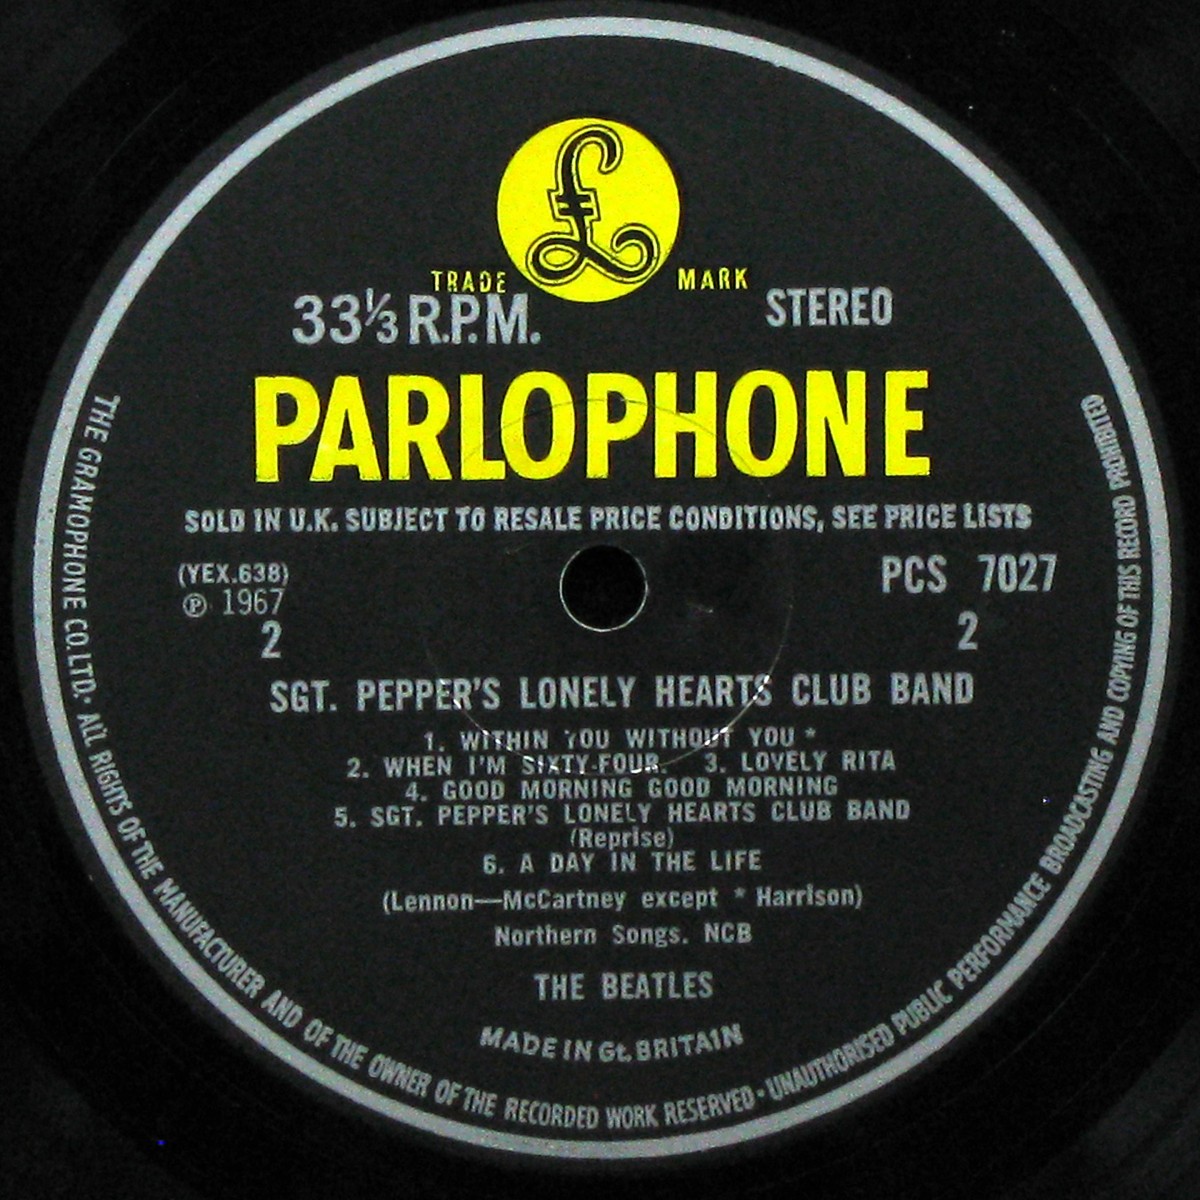 £
TRADE MARK
33⅓ R.P.M. STEREO
PARLOPHONE
SOLD IN U.K. SUBJECT TO RESALE PRICE CONDITIONS, SEE PRICE LISTS
(YEX.638) PCS 7027
℗ 1967
2 2
SGT. PEPPER'S LONELY HEARTS CLUB BAND
1. WITHIN YOU WITHOUT YOU *
2. WHEN I'M SIXTY-FOUR. 3. LOVELY RITA
4. GOOD MORNING GOOD MORNING
5. SGT. PEPPER'S LONELY HEARTS CLUB BAND
(Reprise)
6. A DAY IN THE LIFE
(Lennon—McCartney except * Harrison)
Northern Songs. NCB
THE BEATLES
MADE IN Gt. BRITAIN
THE GRAMOPHONE CO. LTD · ALL RIGHTS OF THE MANUFACTURER AND OF THE OWNER OF THE RECORDED WORK RESERVED · UNAUTHORISED PUBLIC PERFORMANCE BROADCASTING AND COPYING OF THIS RECORD PROHIBITED